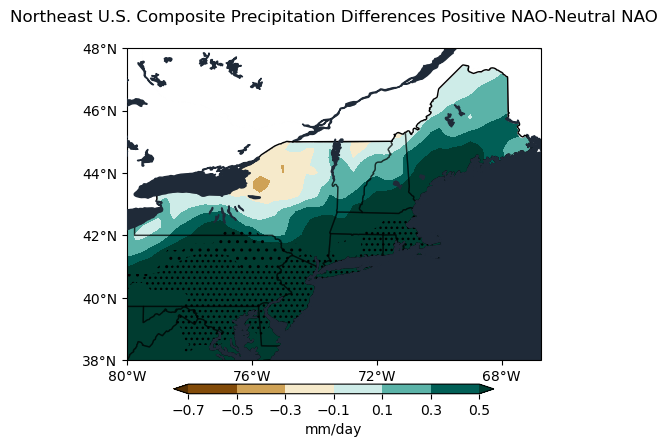 Northeast U.S. Composite Precipitation Differences Positive NAO-Neutral NAO
48°N
46°N
44°N
42°N
40°N
38°N
80°W 76°W 72°W 68°W
−0.7 −0.5 −0.3 −0.1 0.1 0.3 0.5
mm/day